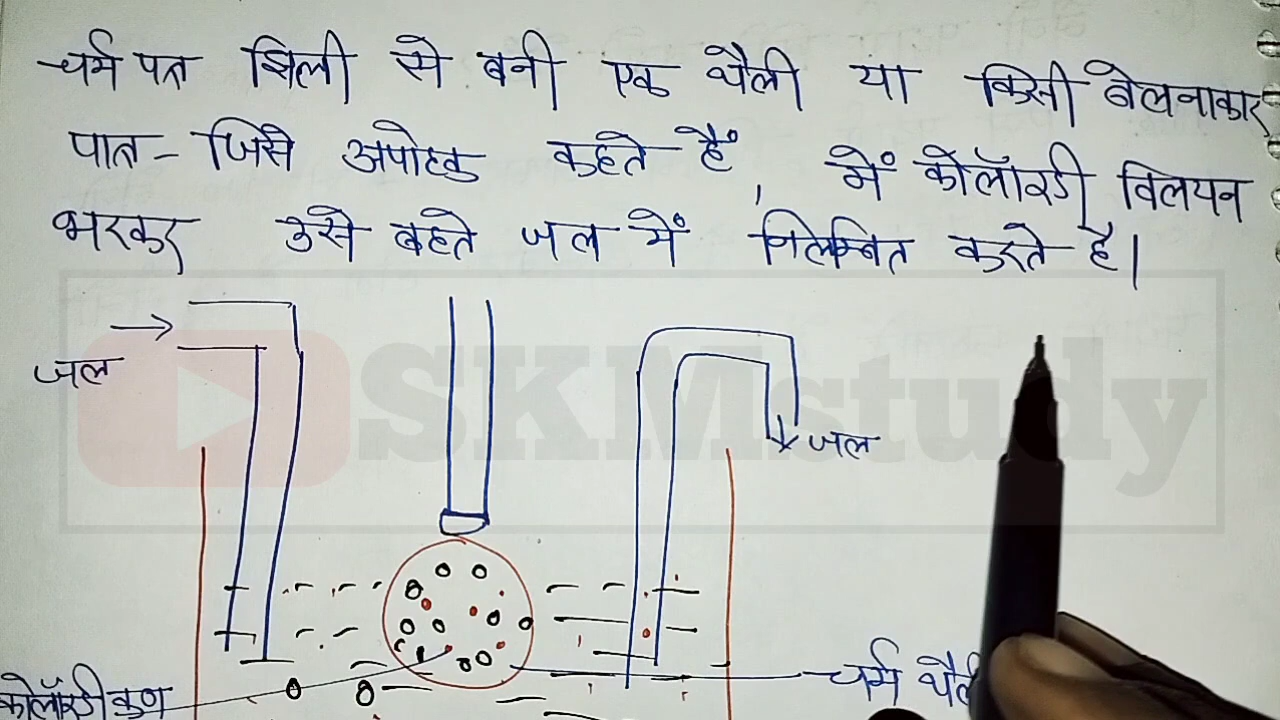 चर्म पत्र झिली से बनी एक थैली या किसी बेलनाकार
पात्र - जिसे अपोहक कहते हैं, में कोलॉइडी विलयन
भरकर उसे बहते जल में निलम्बित करते है।
जल
SKMstudy
जल
चर्म
कोलॉइडी कण